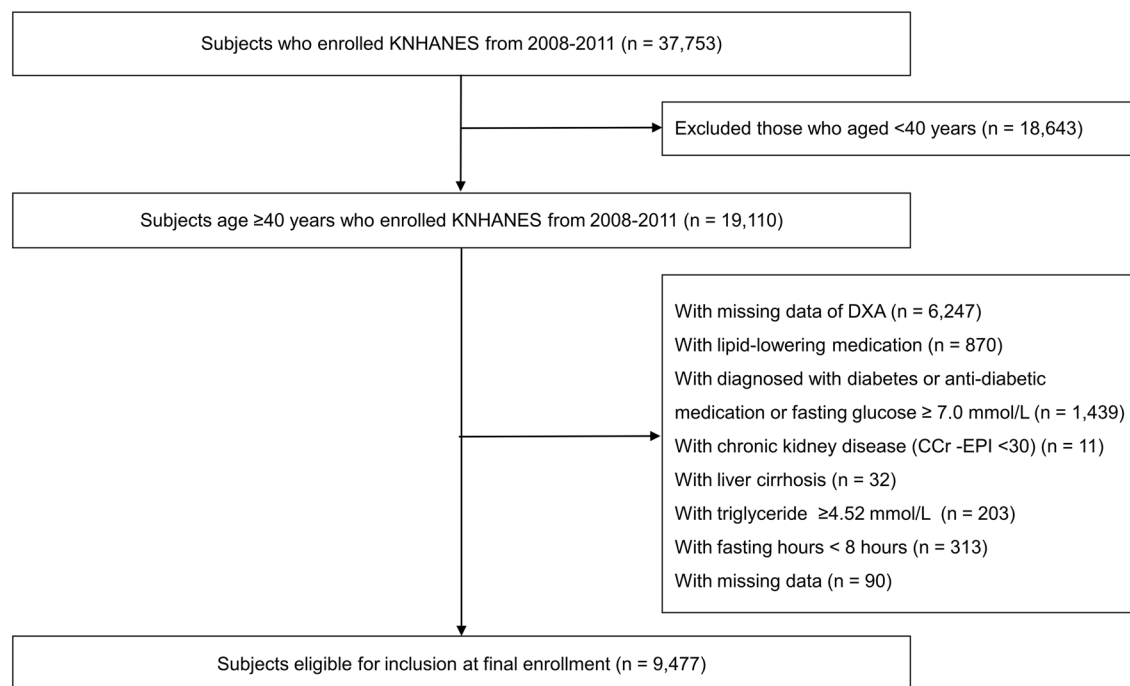 Subjects who enrolled KNHANES from 2008-2011 (n = 37,753)
Excluded those who aged <40 years (n = 18,643)
Subjects age ≥40 years who enrolled KNHANES from 2008-2011 (n = 19,110)
With missing data of DXA (n = 6,247)
With lipid-lowering medication (n = 870)
With diagnosed with diabetes or anti-diabetic
medication or fasting glucose ≥ 7.0 mmol/L (n = 1,439)
With chronic kidney disease (CCr -EPI <30) (n = 11)
With liver cirrhosis (n = 32)
With triglyceride ≥4.52 mmol/L (n = 203)
With fasting hours < 8 hours (n = 313)
With missing data (n = 90)
Subjects eligible for inclusion at final enrollment (n = 9,477)